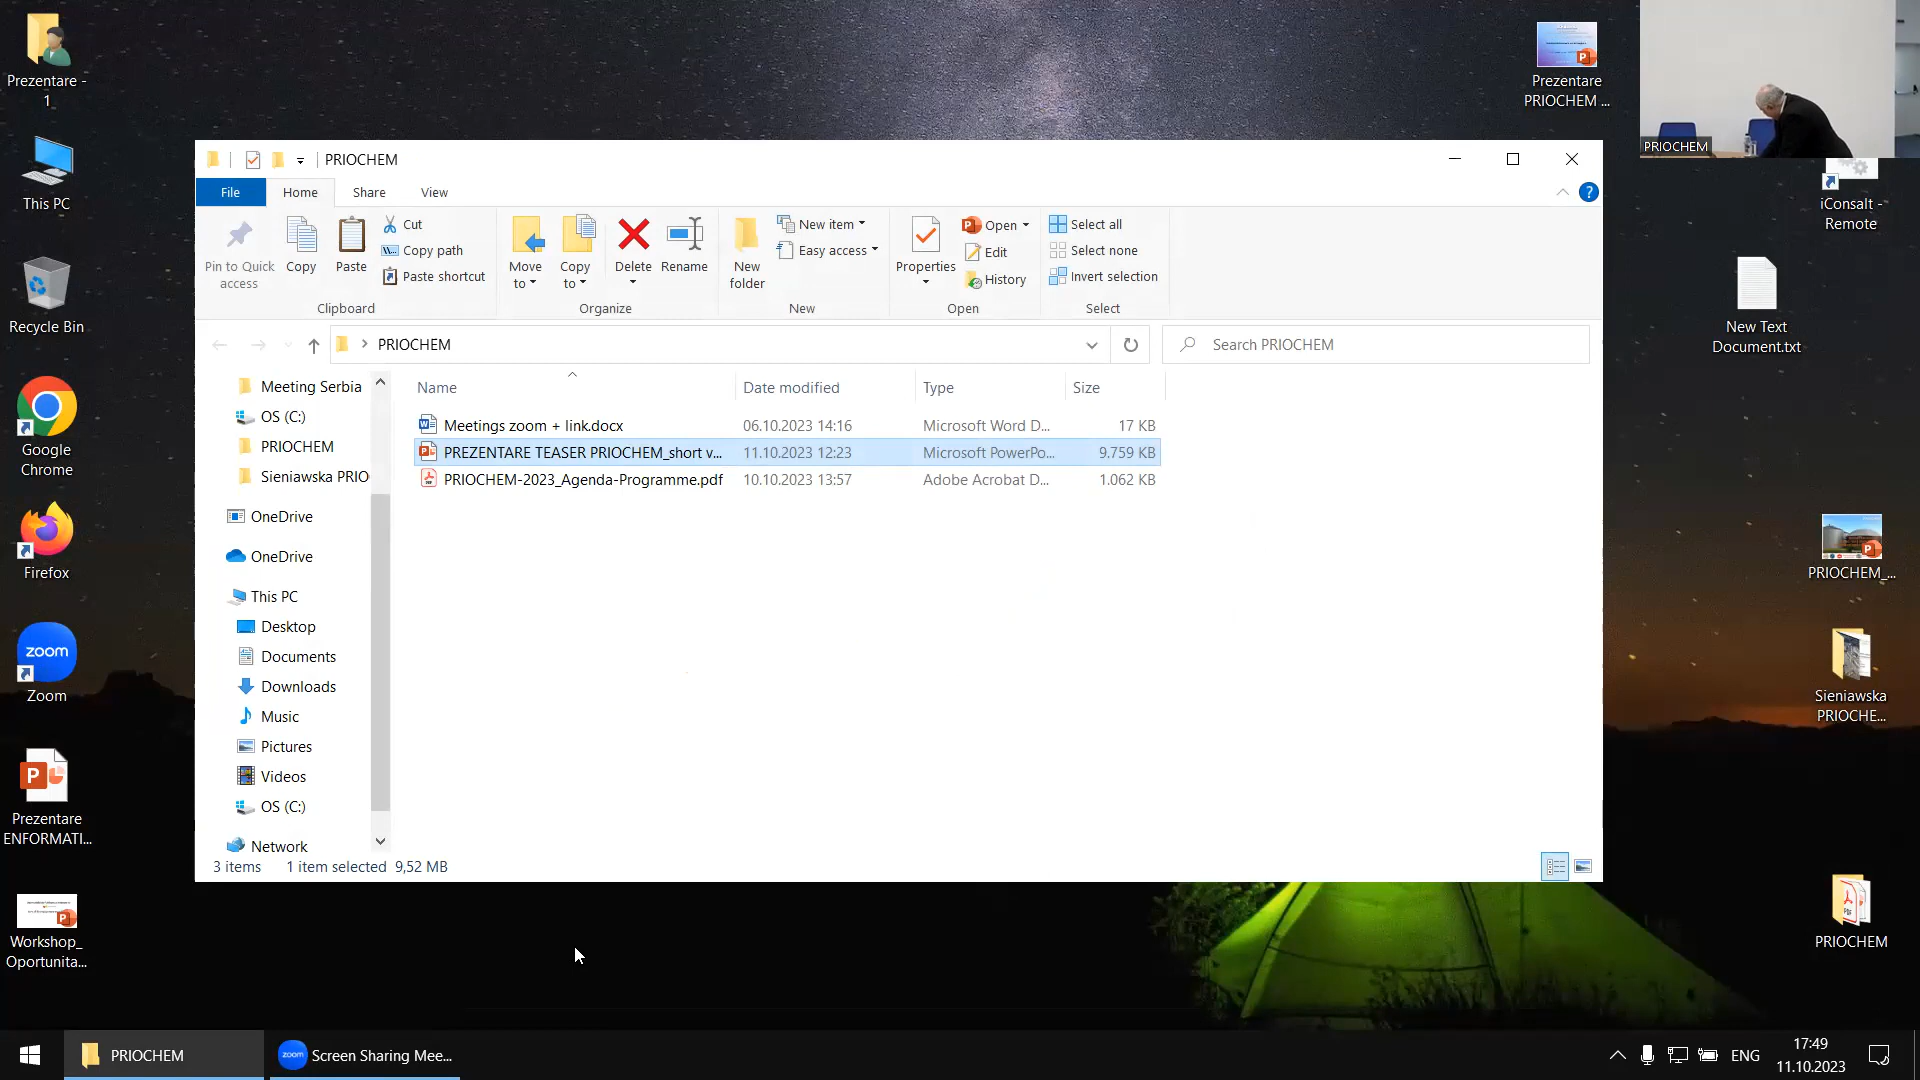 Prezentare -
1
This PC
Recycle Bin
Google
Chrome
Firefox
zoom
Zoom
Prezentare
ENFORMATI...
Workshop_
Oportunita...
Prezentare
PRIOCHEM ...
PRIOCHEM
iConsalt -
Remote
New Text
Document.txt
PRIOCHEM_...
Sieniawska
PRIOCHE...
PDF
PRIOCHEM
PRIOCHEM
File
Home
Share
View
Pin to Quick
access
Copy
Paste
Cut
Copy path
Paste shortcut
Clipboard
Move
to
Copy
to
Delete
Rename
Organize
New
folder
New item
Easy access
New
Properties
Open
Edit
History
Open
Select all
Select none
Invert selection
Select
PRIOCHEM
Search PRIOCHEM
Meeting Serbia
OS (C:)
PRIOCHEM
Sieniawska PRIO
OneDrive
OneDrive
This PC
Desktop
Documents
Downloads
Music
Pictures
Videos
OS (C:)
Network
Name Date modified Type Size
Meetings zoom + link.docx 06.10.2023 14:16 Microsoft Word D... 17 KB
PREZENTARE TEASER PRIOCHEM_short v... 11.10.2023 12:23 Microsoft PowerPo... 9.759 KB
PRIOCHEM-2023_Agenda-Programme.pdf 10.10.2023 13:57 Adobe Acrobat D... 1.062 KB
3 items 1 item selected 9,52 MB
PRIOCHEM
zoom
Screen Sharing Mee...
ENG
17:49
11.10.2023